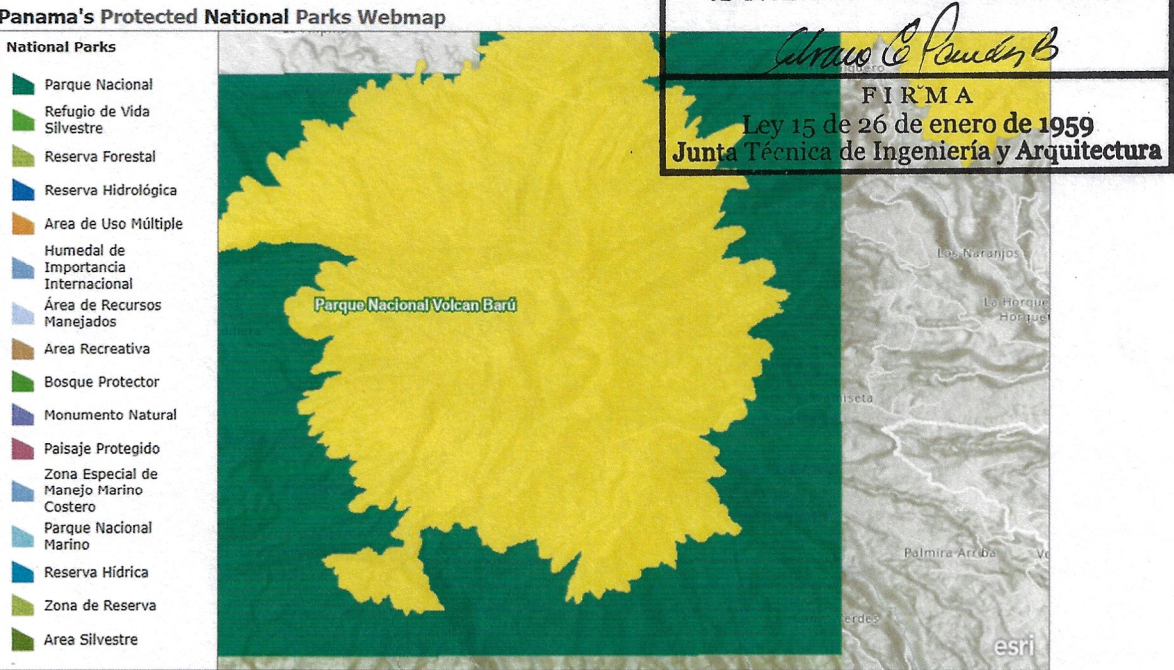 Panama's Protected National Parks Webmap
National Parks
Parque Nacional
Refugio de Vida
Silvestre
Reserva Forestal
Reserva Hidrológica
Area de Uso Múltiple
Humedal de
Importancia
Internacional
Área de Recursos
Manejados
Area Recreativa
Bosque Protector
Monumento Natural
Paisaje Protegido
Zona Especial de
Manejo Marino
Costero
Parque Nacional
Marino
Reserva Hídrica
Zona de Reserva
Area Silvestre
Parque Nacional Volcan Barú
FIRMA
Ley 15 de 26 de enero de 1959
Junta Técnica de Ingeniería y Arquitectura
Los Naranjos
La Horque
Horquet
Palmira Arriba
esri